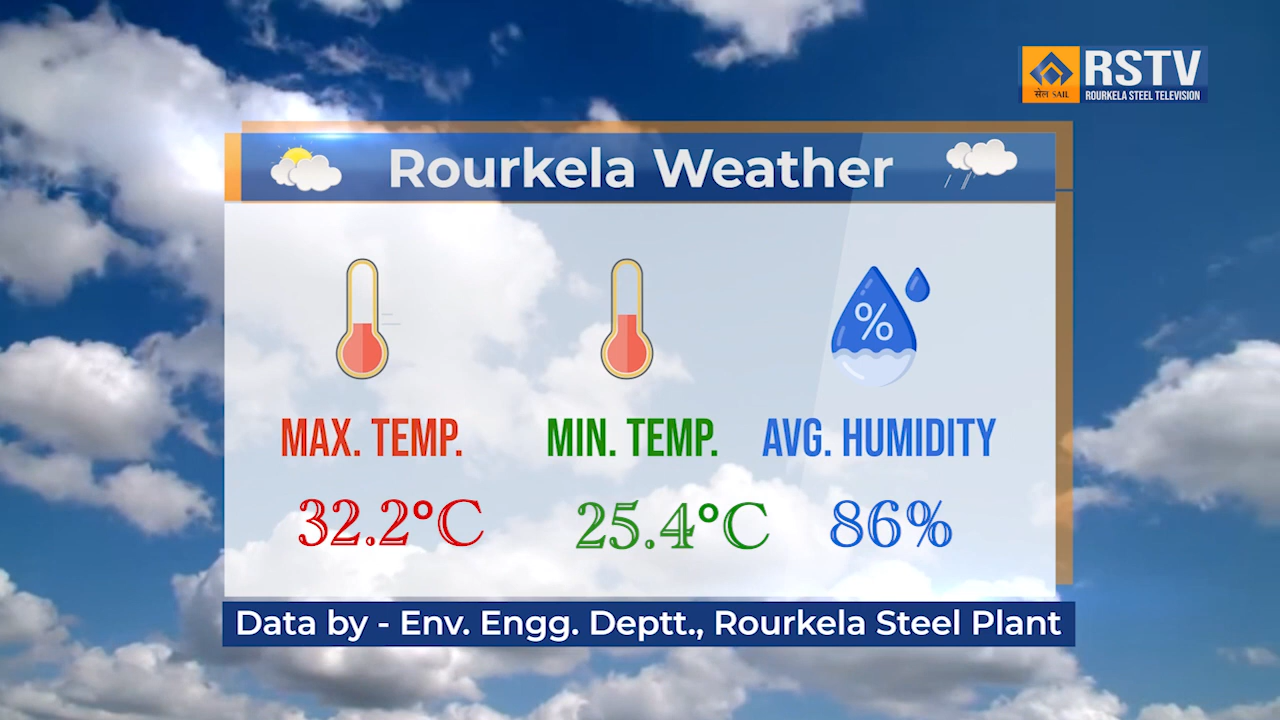 सेल SAIL
RSTV
ROURKELA STEEL TELEVISION
Rourkela Weather
%
MAX. TEMP. MIN. TEMP. AVG. HUMIDITY
32.2°C 25.4°C 86%
Data by - Env. Engg. Deptt., Rourkela Steel Plant